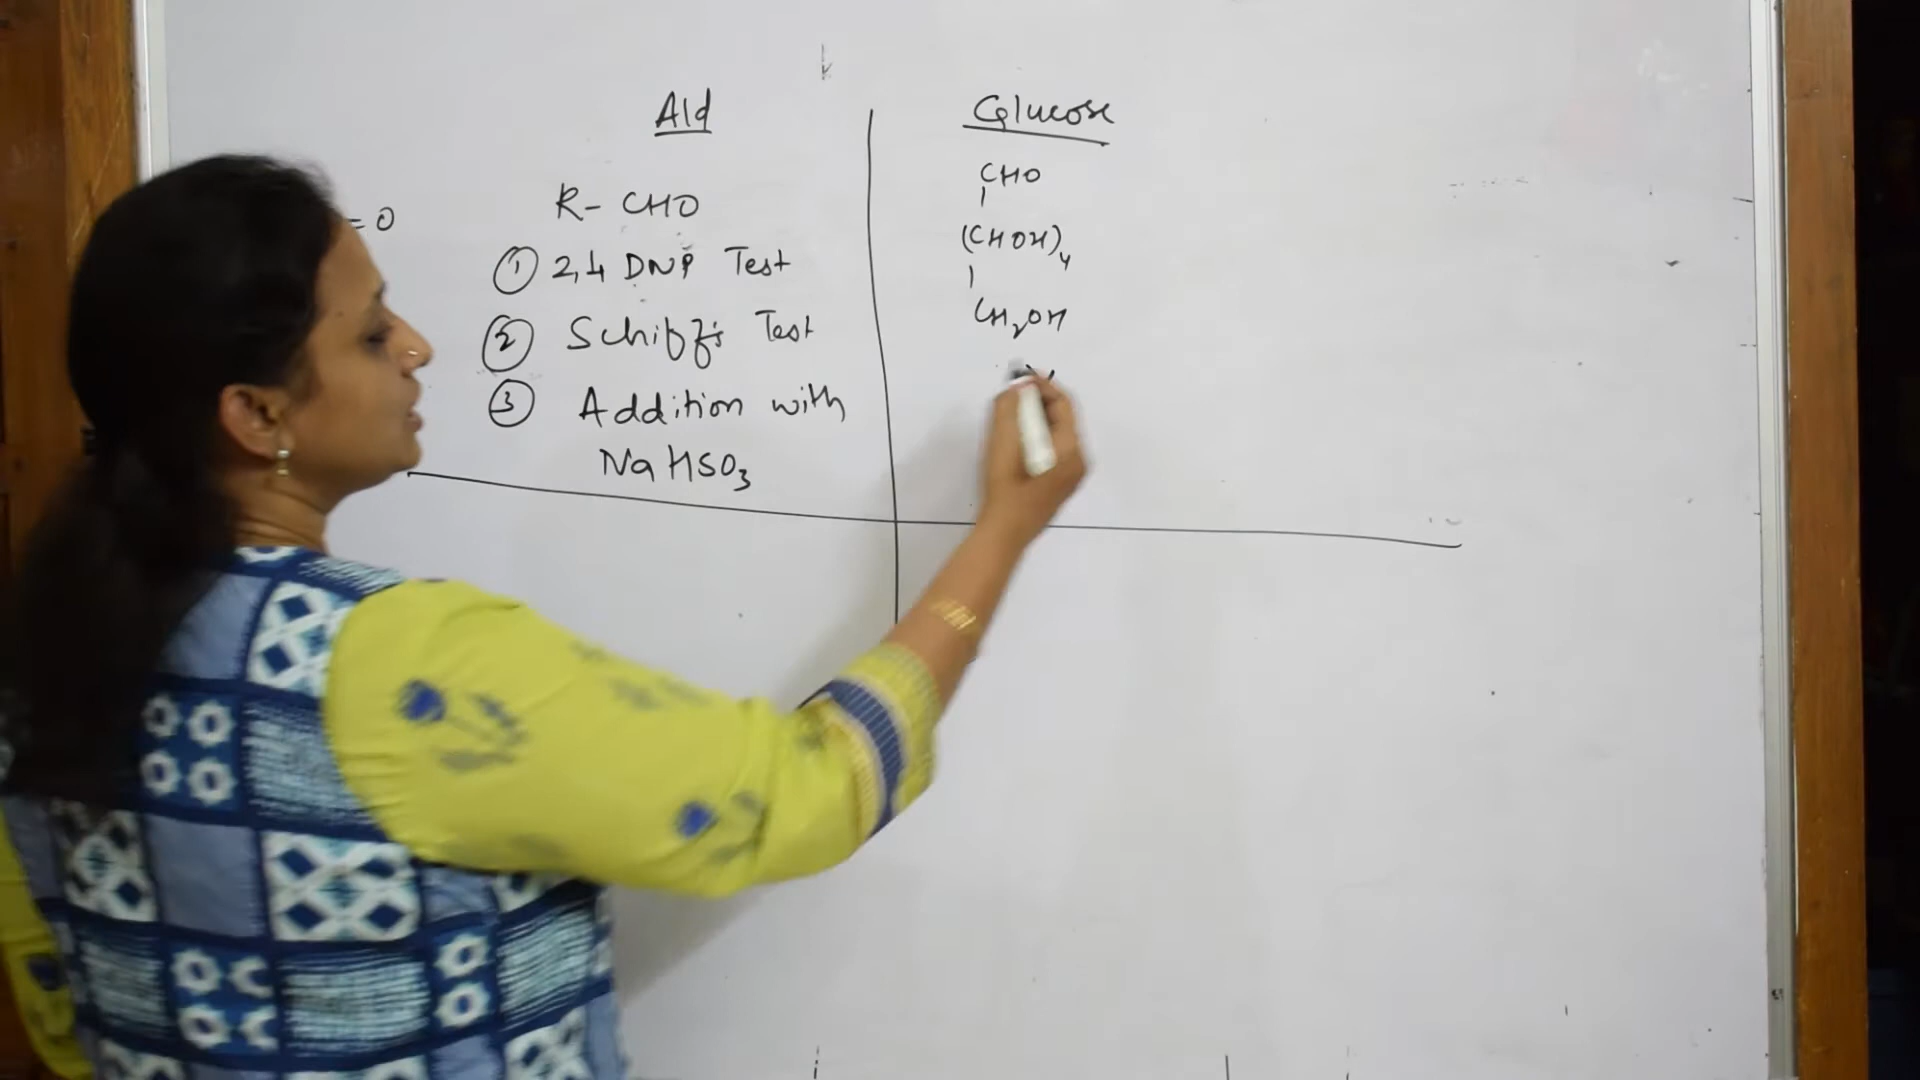 Ald
R- CHO
① 2,4 DNP Test
② Schiff's Test
③ Addition with
NaHSO3
= 0
Glucose
CHO
(CHOH)4
CH2OH